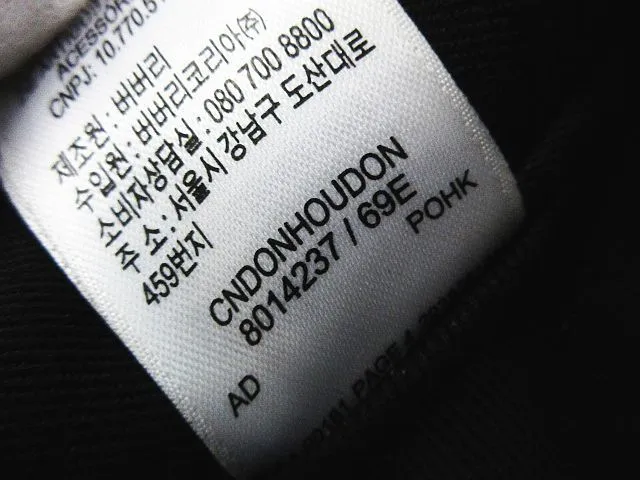 ACESSÓR
CNPJ: 10.770.5
제조원 : 버버리
수입원 : 버버리코리아(주)
소비자상담실 : 080 700 8800
주 소 : 서울시 강남구 도산대로
459번지
CNDONHOUDON
8014237 / 69E
POHK
AD
PAGE